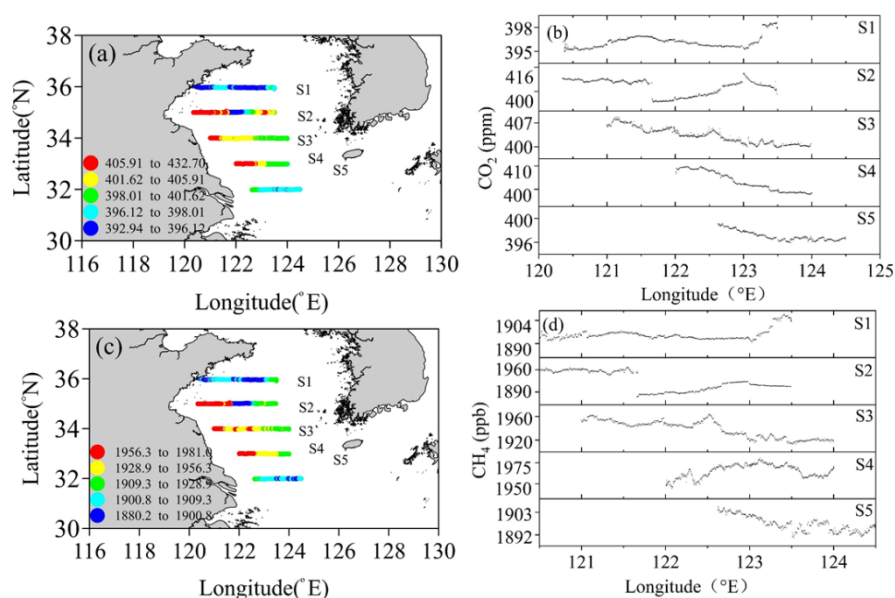 (a)
38
36
34
32
30
Latitude(°N)
S1
S2
S3
S4
S5
405.91 to 432.70
401.62 to 405.91
398.01 to 401.62
396.12 to 398.01
392.94 to 396.12
116 118 120 122 124 126 128 130
Longitude(°E)
(b)
CO₂ (ppm)
398
395
S1
416
400
S2
407
400
S3
410
400
S4
400
396
S5
120 121 122 123 124 125
Longitude (°E)
(c)
38
36
34
32
30
Latitude(°N)
S1
S2
S3
S4
S5
1956.3 to 1981.0
1928.9 to 1956.3
1909.3 to 1928.9
1900.8 to 1909.3
1880.2 to 1900.8
116 118 120 122 124 126 128 130
Longitude(°E)
(d)
CH₄ (ppb)
1904
1890
S1
1960
1890
S2
1960
1920
S3
1975
1950
S4
1903
1892
S5
121 122 123 124
Longitude (°E)